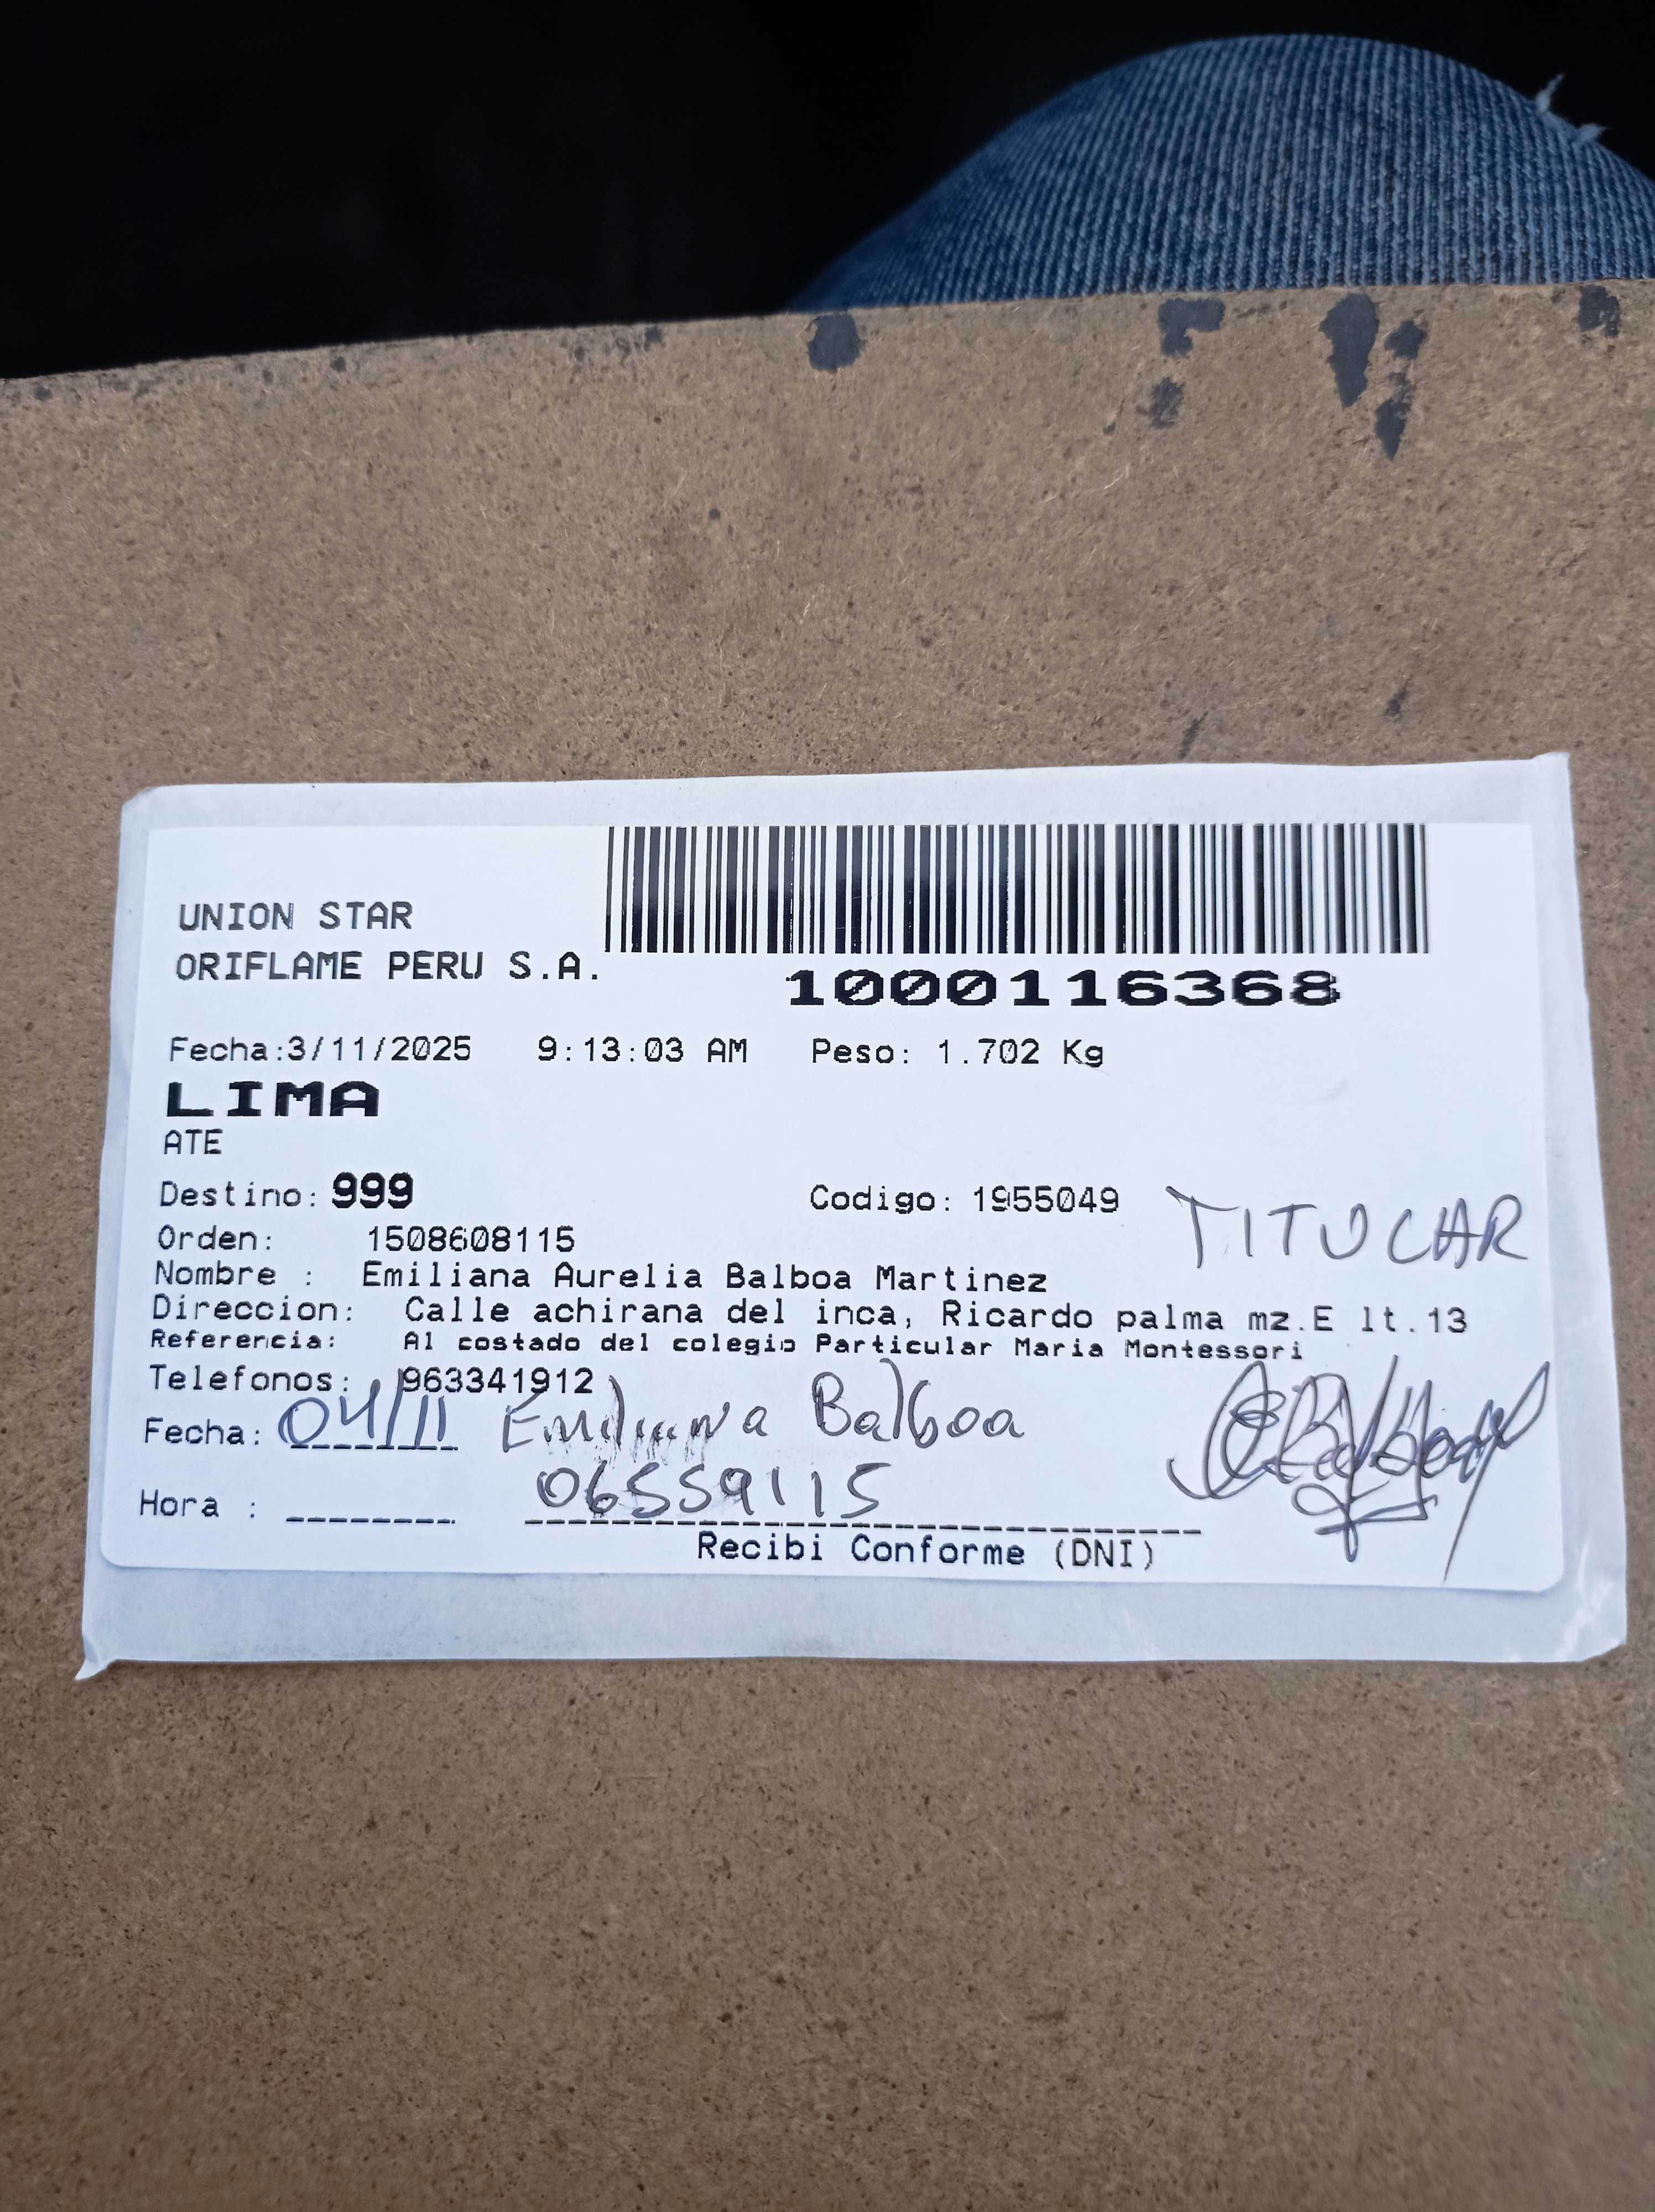 UNION STAR
ORIFLAME PERU S.A.
1000116368
Fecha:3/11/2025 9:13:03 AM Peso: 1.702 Kg
LIMA
ATE
Destino: 999 Codigo: 1955049 TITUCAR
Orden: 1508608115
Nombre : Emiliana Aurelia Balboa Martinez
Direccion: Calle achirana del inca, Ricardo palma mz.E lt.13
Referencia: Al costado del colegio Particular Maria Montessori
Telefonos: 963341912
Fecha: 04/11 Emiliana Balboa
Hora : 06559115
Recibi Conforme (DNI)